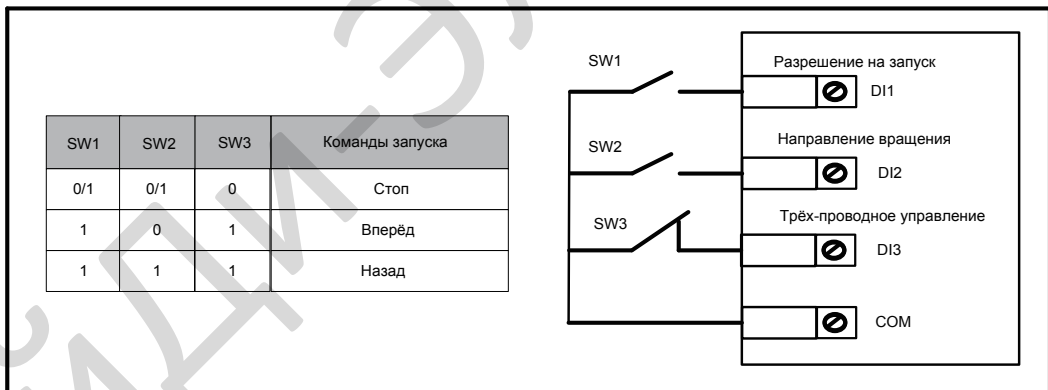 SW1 SW2 SW3 Команды запуска
0/1 0/1 0 Стоп
1 0 1 Вперёд
1 1 1 Назад
SW1
Разрешение на запуск
DI1
SW2
Направление вращения
DI2
SW3
Трёх-проводное управление
DI3
COM